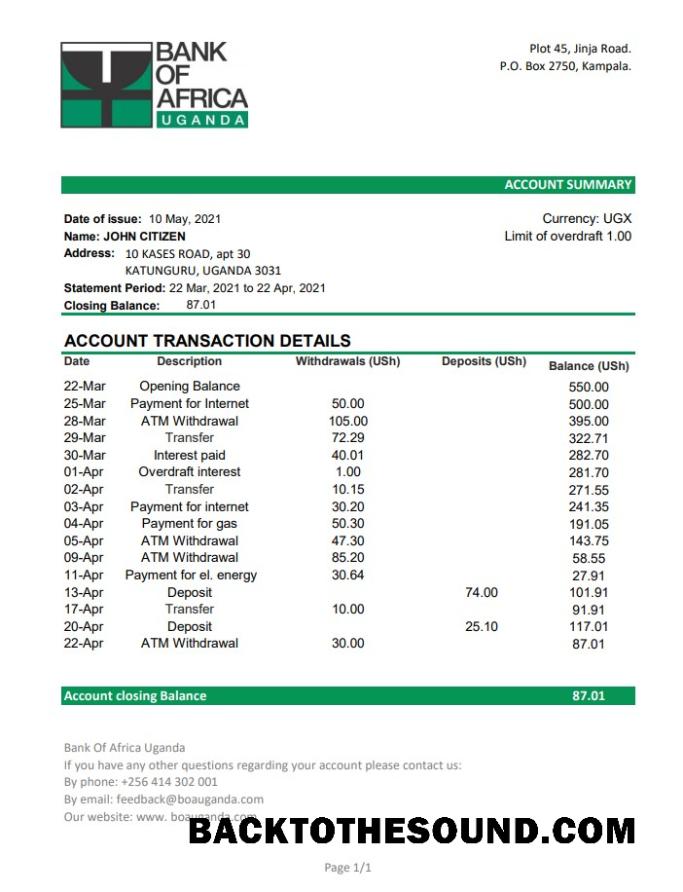 BANK
OF
AFRICA
UGANDA
Plot 45, Jinja Road.
P.O. Box 2750, Kampala.
ACCOUNT SUMMARY
Date of issue: 10 May, 2021
Name: JOHN CITIZEN
Address: 10 KASES ROAD, apt 30
KATUNGURU, UGANDA 3031
Statement Period: 22 Mar, 2021 to 22 Apr, 2021
Closing Balance: 87.01
Currency: UGX
Limit of overdraft 1.00
ACCOUNT TRANSACTION DETAILS
Date Description Withdrawals (USh) Deposits (USh) Balance (USh)
22-Mar Opening Balance 550.00
25-Mar Payment for Internet 50.00 500.00
28-Mar ATM Withdrawal 105.00 395.00
29-Mar Transfer 72.29 322.71
30-Mar Interest paid 40.01 282.70
01-Apr Overdraft interest 1.00 281.70
02-Apr Transfer 10.15 271.55
03-Apr Payment for internet 30.20 241.35
04-Apr Payment for gas 50.30 191.05
05-Apr ATM Withdrawal 47.30 143.75
09-Apr ATM Withdrawal 85.20 58.55
11-Apr Payment for el. energy 30.64 27.91
13-Apr Deposit 74.00 101.91
17-Apr Transfer 10.00 91.91
20-Apr Deposit 25.10 117.01
22-Apr ATM Withdrawal 30.00 87.01
Account closing Balance 87.01
Bank Of Africa Uganda
If you have any other questions regarding your account please contact us:
By phone: +256 414 302 001
By email: feedback@boauganda.com
Our website: www. boauganda.com
BACKTOTHESOUND.COM
Page 1/1